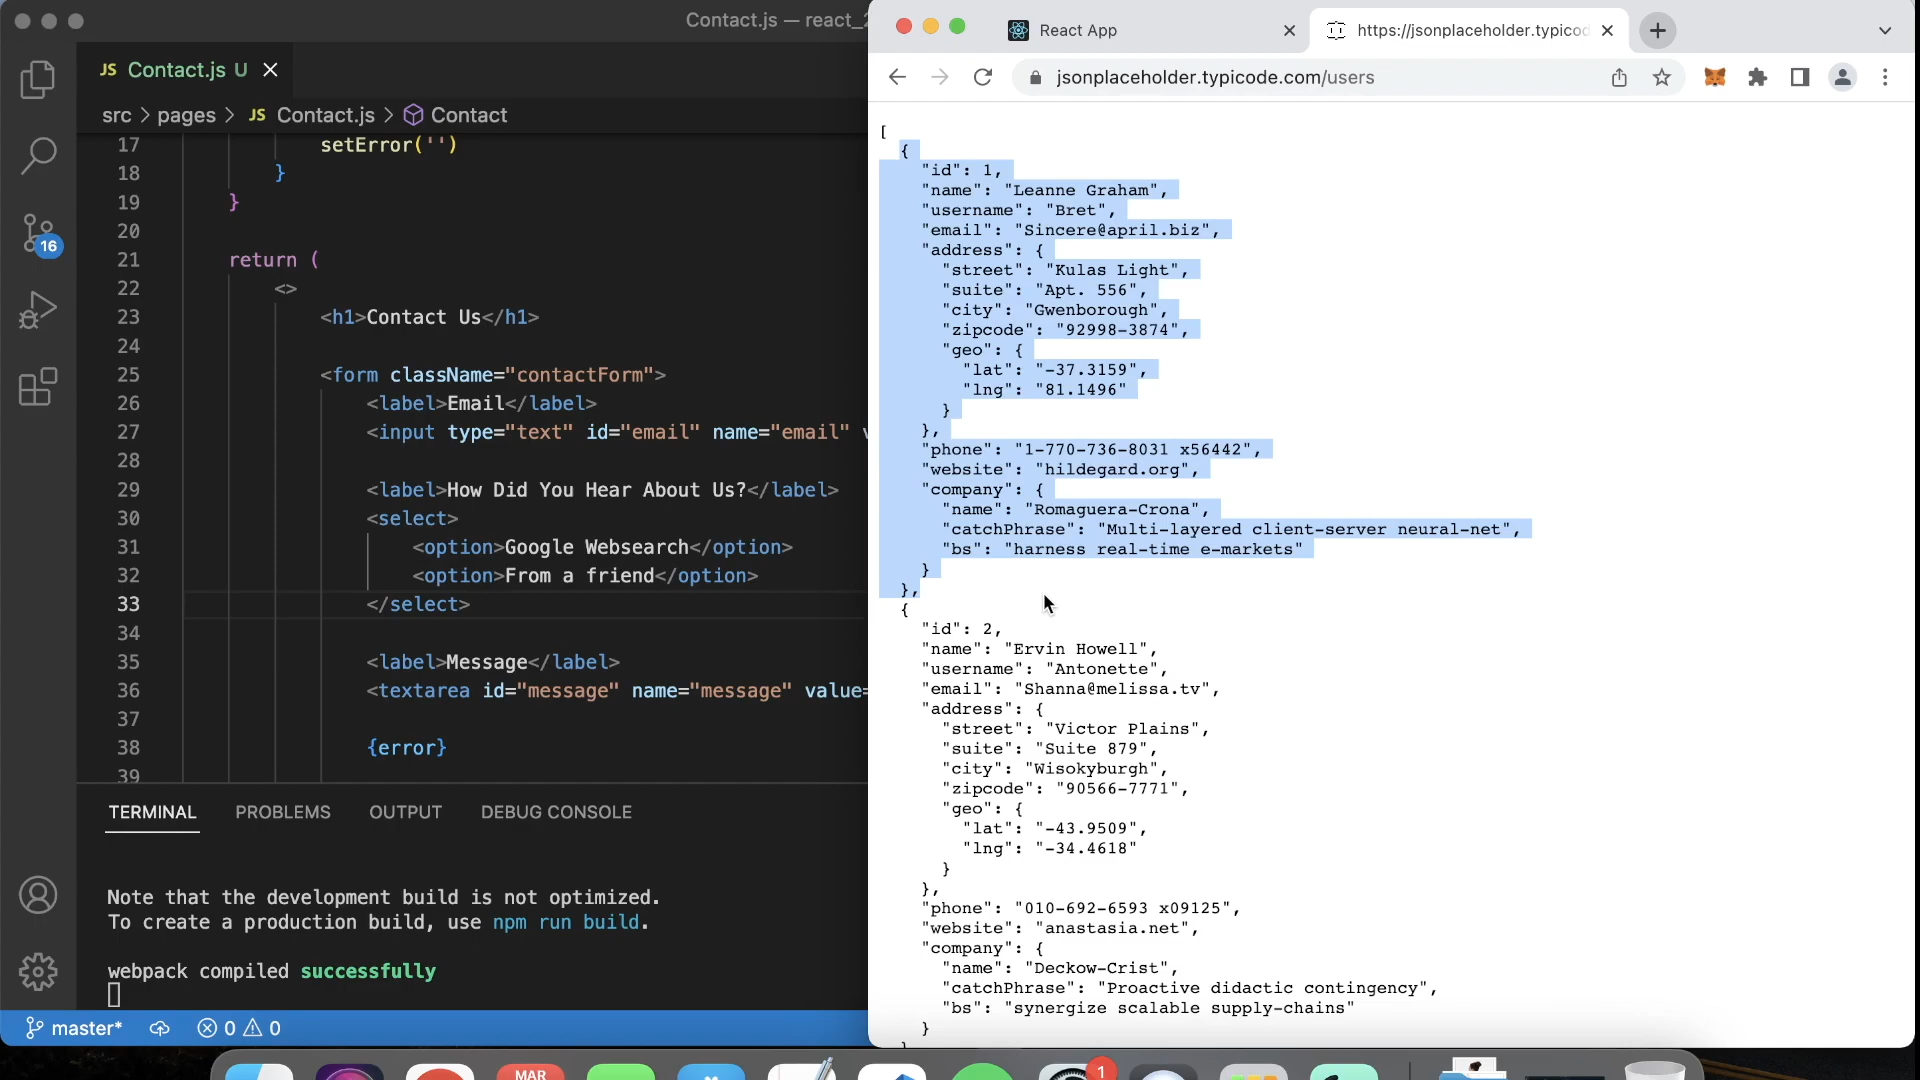 Contact.js — react_2
JS Contact.js U
src > pages > JS Contact.js > Contact
17 setError('')
18 }
19 }
20
21 return (
22 <>
23 <h1>Contact Us</h1>
24
25 <form className="contactForm">
26 <label>Email</label>
27 <input type="text" id="email" name="email"
28
29 <label>How Did You Hear About Us?</label>
30 <select>
31 <option>Google Websearch</option>
32 <option>From a friend</option>
33 </select>
34
35 <label>Message</label>
36 <textarea id="message" name="message" value=
37
38 {error}
39
16
TERMINAL PROBLEMS OUTPUT DEBUG CONSOLE
Note that the development build is not optimized.
To create a production build, use npm run build.
webpack compiled successfully
master* 0 0
React App
https://jsonplaceholder.typico
jsonplaceholder.typicode.com/users
[
{
"id": 1,
"name": "Leanne Graham",
"username": "Bret",
"email": "Sincere@april.biz",
"address": {
"street": "Kulas Light",
"suite": "Apt. 556",
"city": "Gwenborough",
"zipcode": "92998-3874",
"geo": {
"lat": "-37.3159",
"lng": "81.1496"
}
},
"phone": "1-770-736-8031 x56442",
"website": "hildegard.org",
"company": {
"name": "Romaguera-Crona",
"catchPhrase": "Multi-layered client-server neural-net",
"bs": "harness real-time e-markets"
}
},
{
"id": 2,
"name": "Ervin Howell",
"username": "Antonette",
"email": "Shanna@melissa.tv",
"address": {
"street": "Victor Plains",
"suite": "Suite 879",
"city": "Wisokyburgh",
"zipcode": "90566-7771",
"geo": {
"lat": "-43.9509",
"lng": "-34.4618"
}
},
"phone": "010-692-6593 x09125",
"website": "anastasia.net",
"company": {
"name": "Deckow-Crist",
"catchPhrase": "Proactive didactic contingency",
"bs": "synergize scalable supply-chains"
}
MAR
1